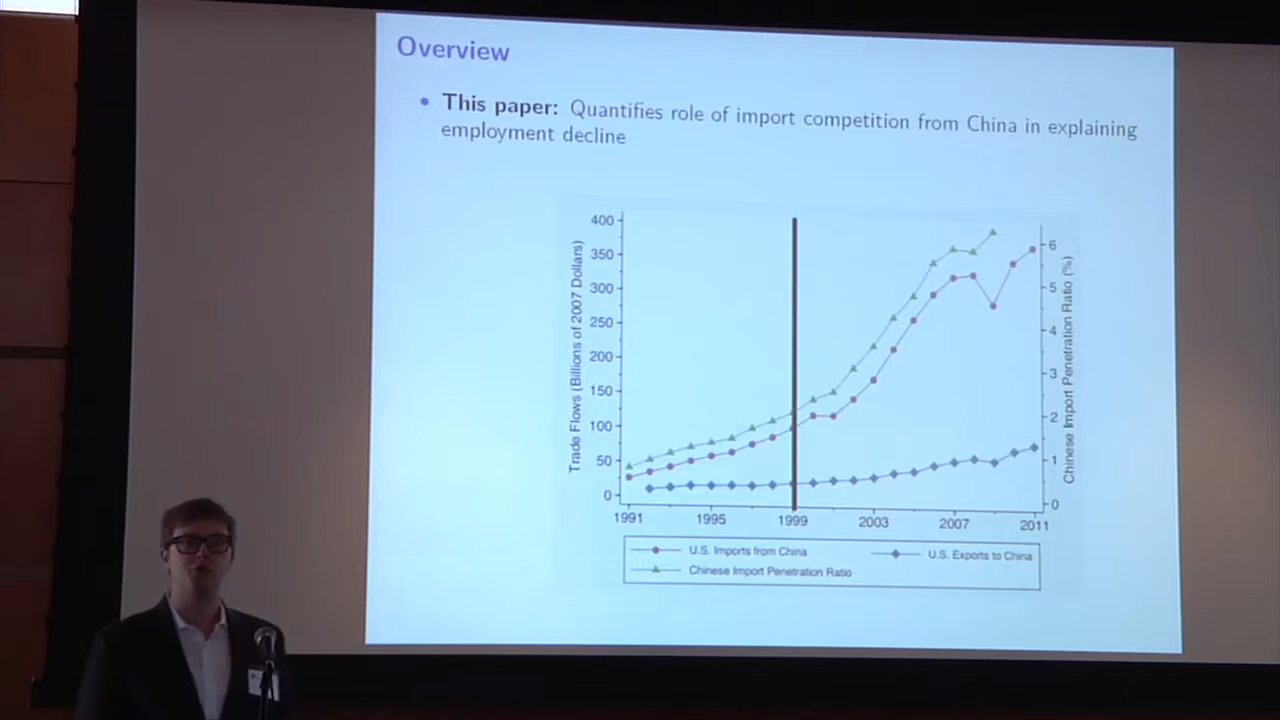 Overview
• This paper: Quantifies role of import competition from China in explaining
employment decline
Trade Flows (Billions of 2007 Dollars)
400
350
300
250
200
150
100
50
0
6
5
4
3
2
1
0
Chinese Import Penetration Ratio (%)
1991 1995 1999 2003 2007 2011
U.S. Imports from China U.S. Exports to China
Chinese Import Penetration Ratio